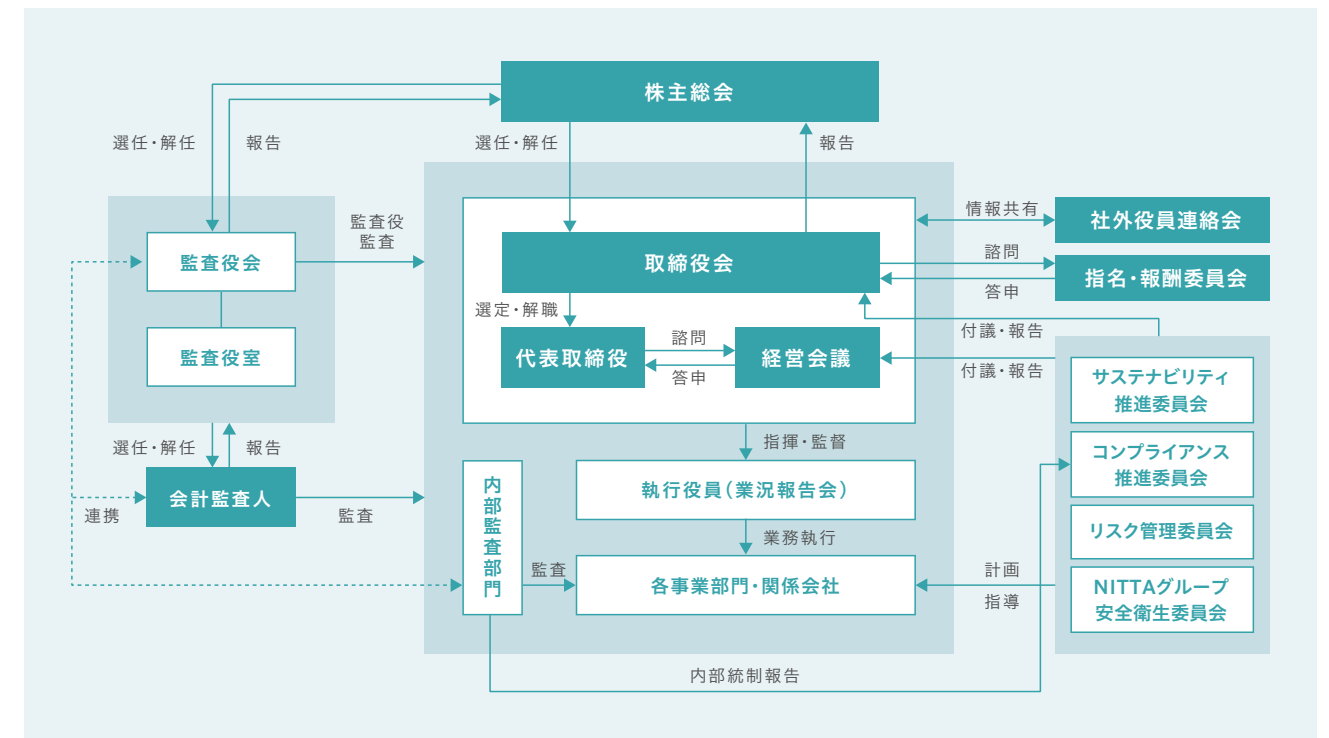 株主総会
選任・解任
報告
選任・解任
報告
監査役
監査
情報共有
社外役員連絡会
監査役会
取締役会
諮問
指名・報酬委員会
答申
選定・解職
付議・報告
監査役室
代表取締役
諮問
答申
経営会議
付議・報告
サステナビリティ
推進委員会
選任・解任
報告
指揮・監督
コンプライアンス
推進委員会
会計監査人
連携
監査
内部監査部門
執行役員（業況報告会）
業務執行
リスク管理委員会
監査
各事業部門・関係会社
計画
指導
NITTAグループ
安全衛生委員会
内部統制報告